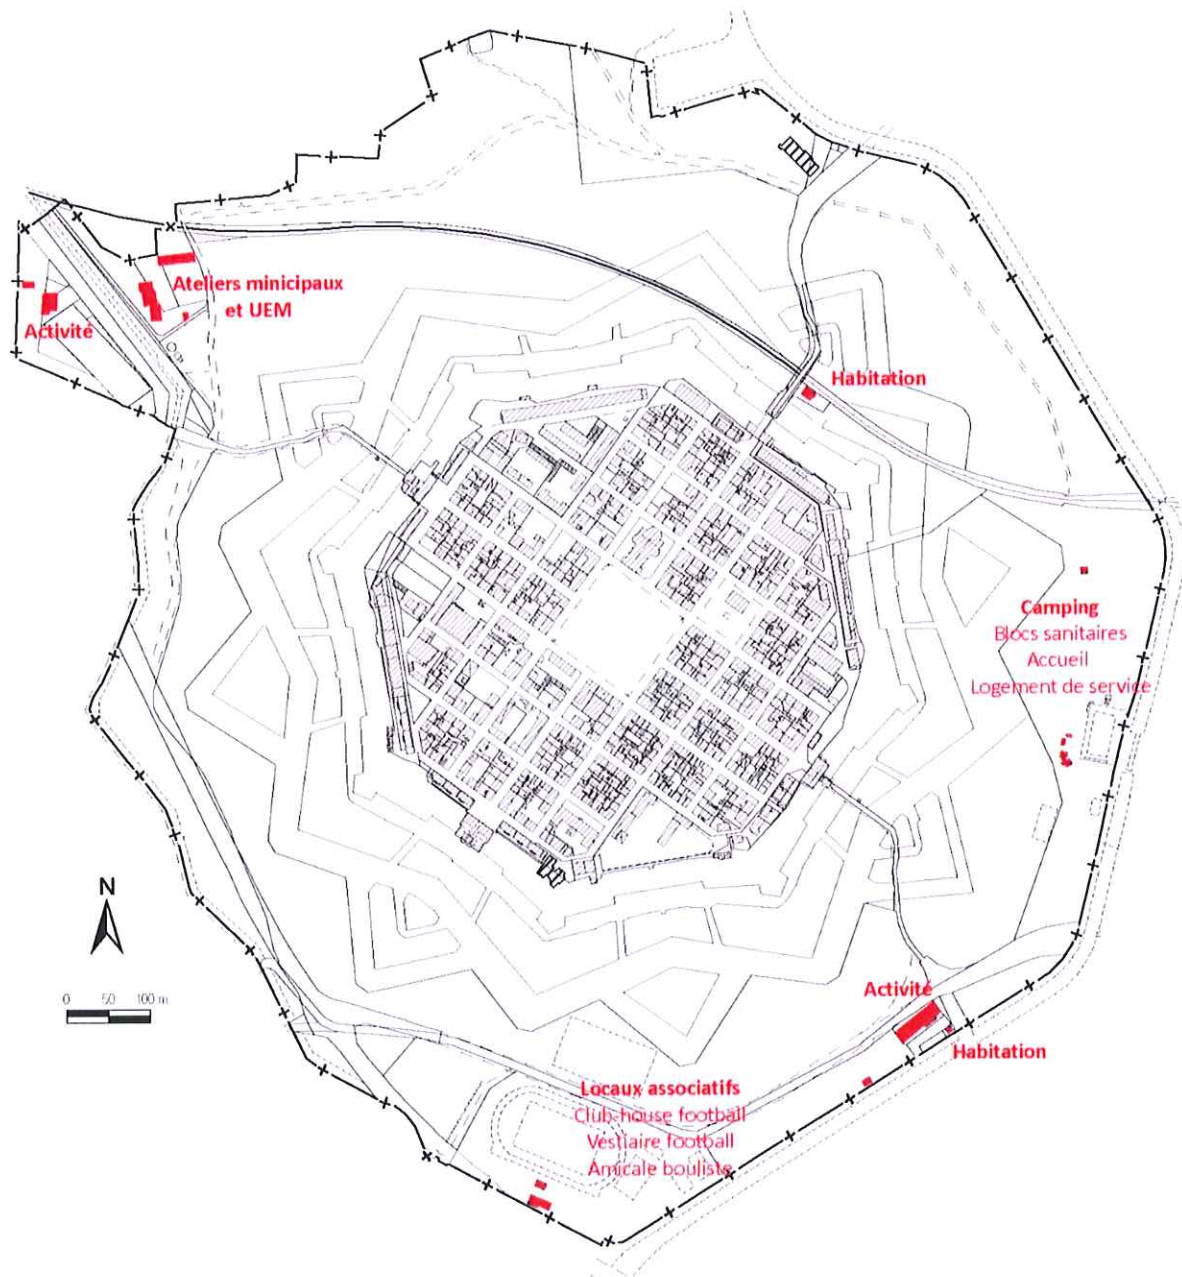 Ateliers minicipaux
et UEM
Activité
Habitation
Camping
Blocs sanitaires
Accueil
Logement de service
N
0 50 100 m
Activité
Habitation
Locaux associatifs
Club-house football
Vestiaire football
Amicale bouliste